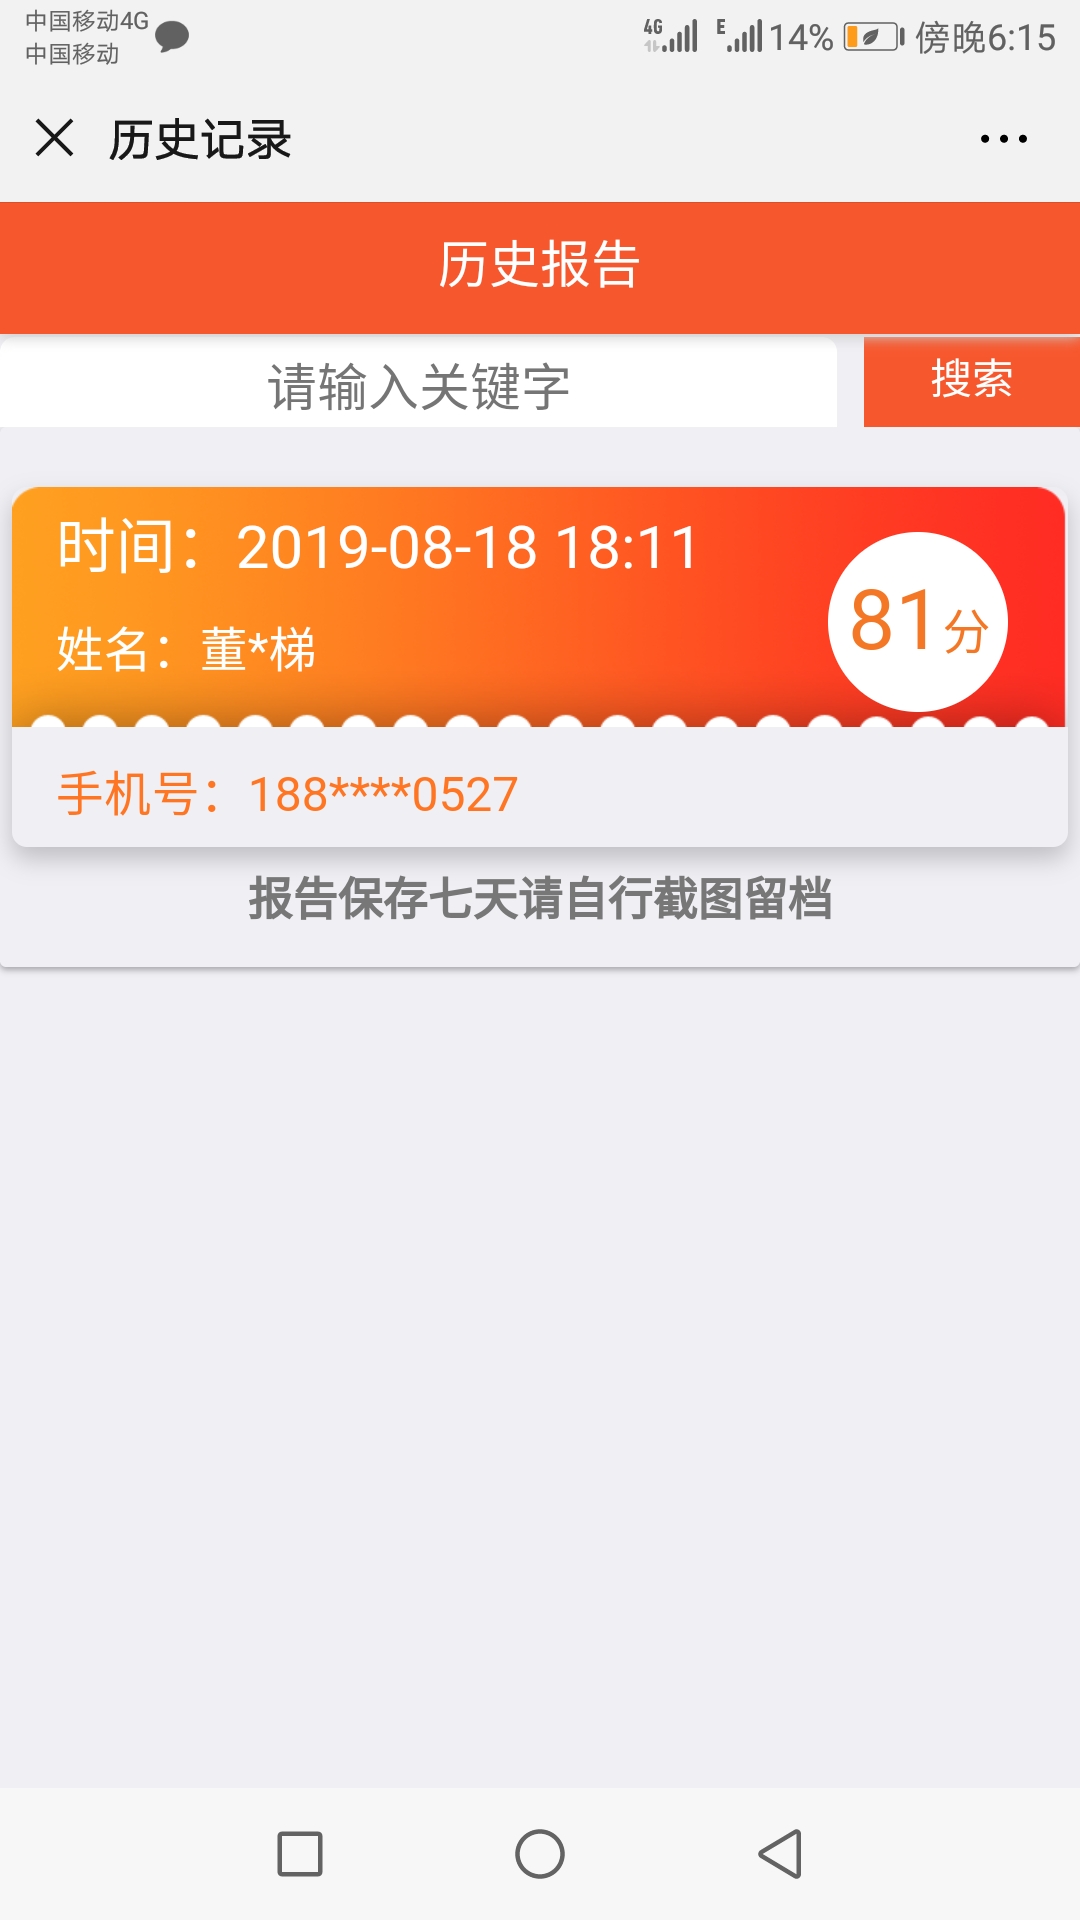 中国移动4G
中国移动
4G E 14% 傍晚6:15
历史记录
历史报告
请输入关键字 搜索
时间：2019-08-18 18:11
姓名：董*梯
81分
手机号：188****0527
报告保存七天请自行截图留档